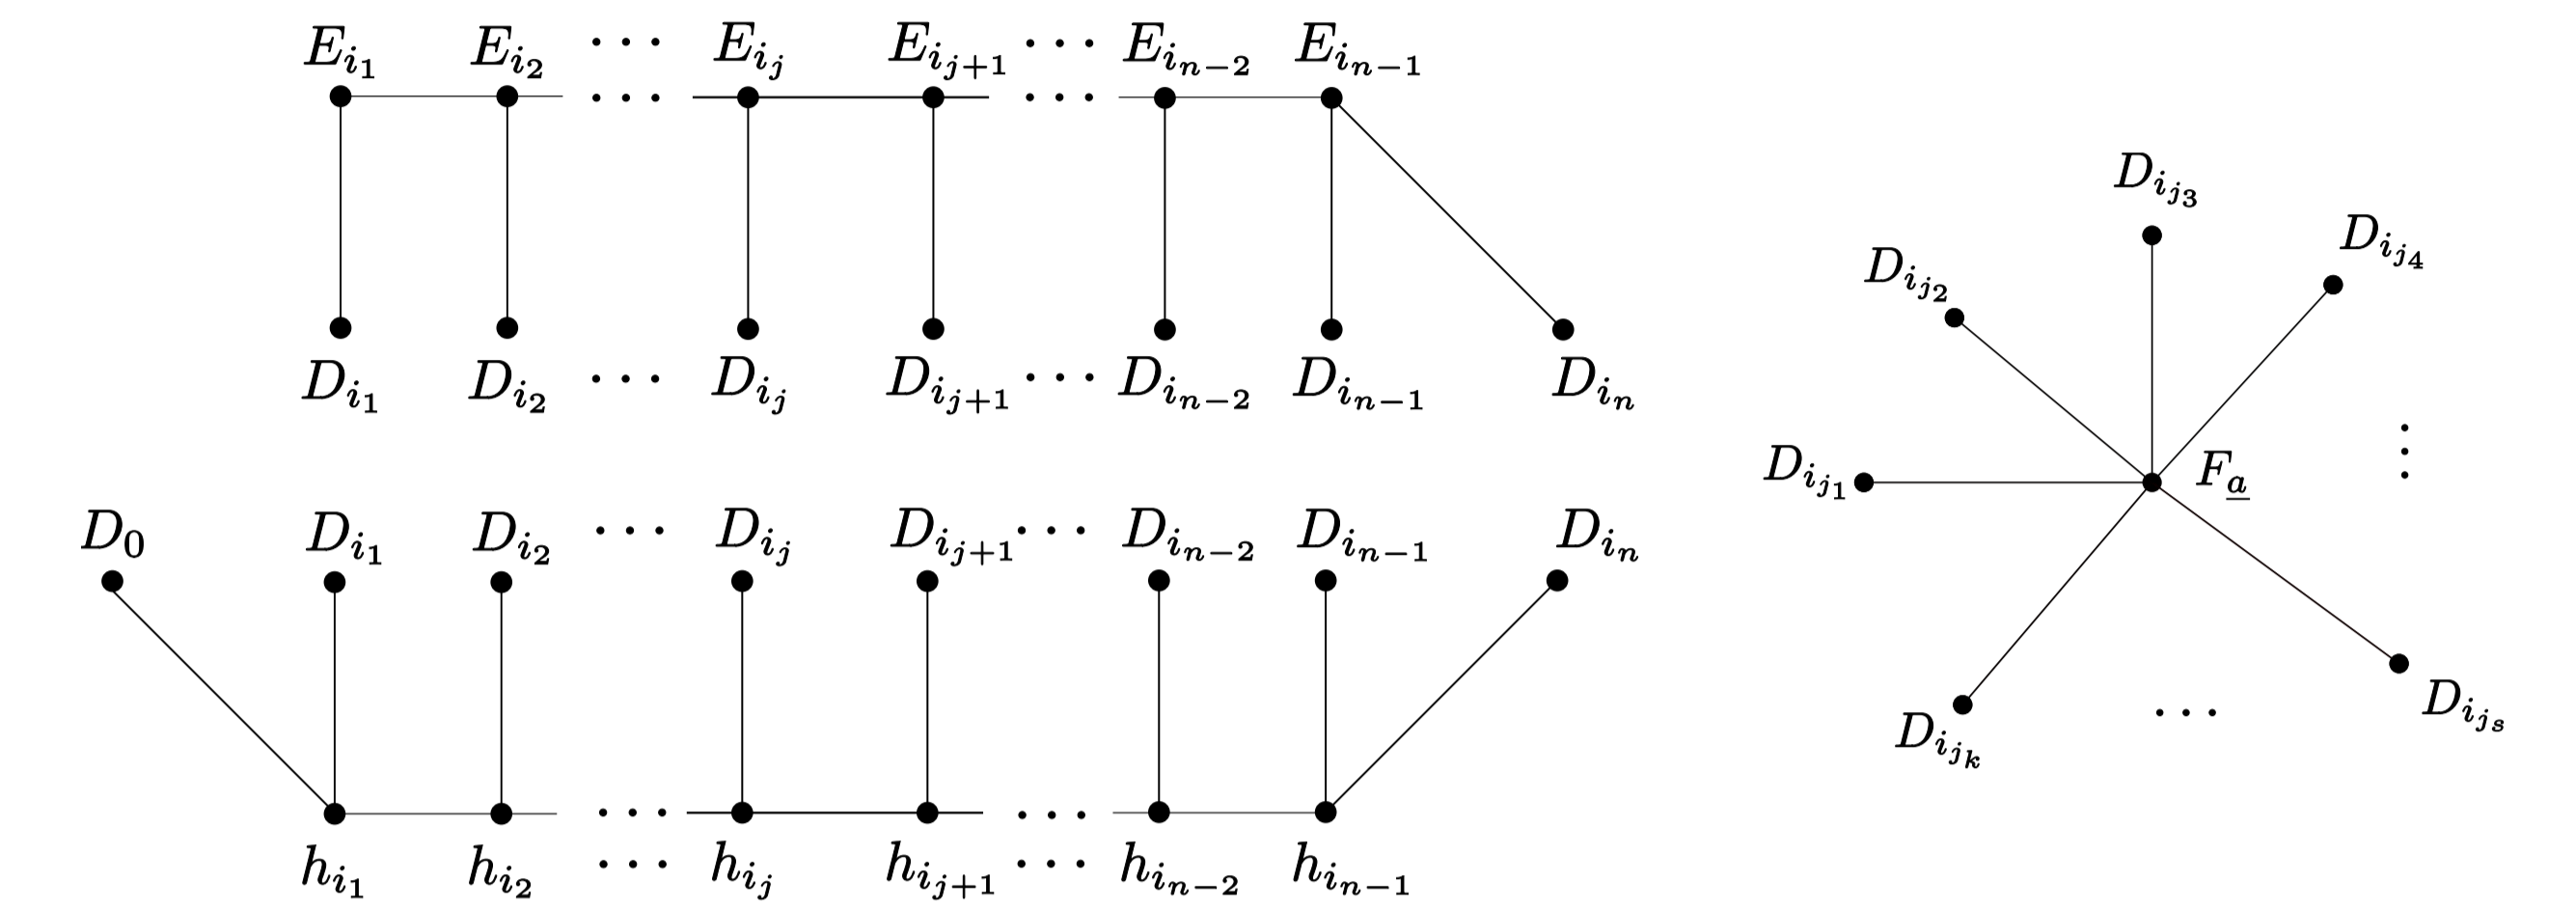 E_{i_1} E_{i_2} ··· E_{i_j} E_{i_{j+1}} ··· E_{i_{n-2}} E_{i_{n-1}}
··· ···
D_{i_1} D_{i_2} ··· D_{i_j} D_{i_{j+1}} ··· D_{i_{n-2}} D_{i_{n-1}} D_{i_n}
D_0 D_{i_1} D_{i_2} ··· D_{i_j} D_{i_{j+1}} ··· D_{i_{n-2}} D_{i_{n-1}} D_{i_n}
··· ···
h_{i_1} h_{i_2} ··· h_{i_j} h_{i_{j+1}} ··· h_{i_{n-2}} h_{i_{n-1}}
D_{i_{j_3}}
D_{i_{j_2}} D_{i_{j_4}}
D_{i_{j_1}} F_{\underline{a}} ⋮
D_{i_{j_k}} ··· D_{i_{j_s}}